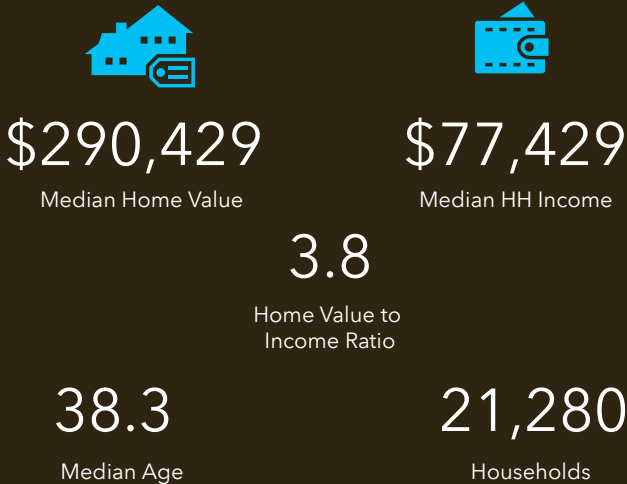 $290,429
Median Home Value
$77,429
Median HH Income
3.8
Home Value to
Income Ratio
38.3
Median Age
21,280
Households